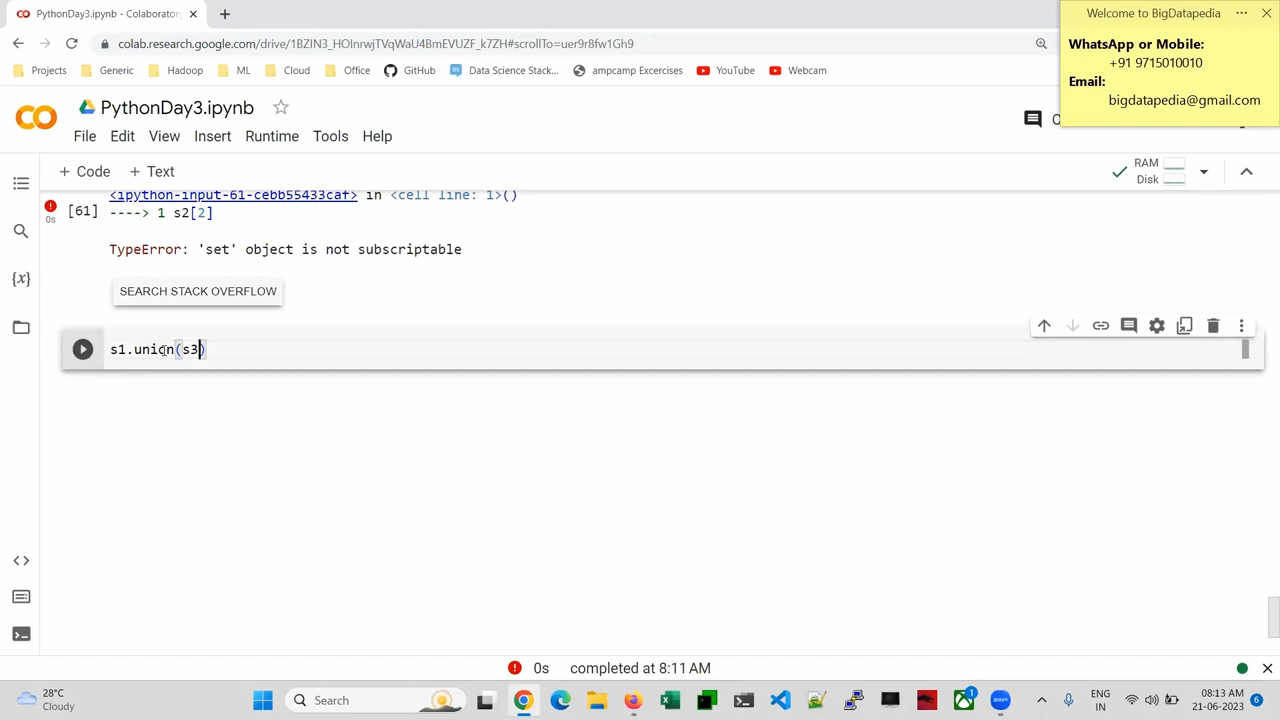 PythonDay3.ipynb - Colaboratory
colab.research.google.com/drive/1BZIN3_HOInrwjTVqWaU4BmEVUZF_k7ZH#scrollTo=uer9r8fw1Gh9
Projects Generic Hadoop ML Cloud Office GitHub Data Science Stack... ampcamp Excercises YouTube Webcam
Welcome to BigDatapedia
WhatsApp or Mobile:
+91 9715010010
Email:
bigdatapedia@gmail.com
PythonDay3.ipynb
File Edit View Insert Runtime Tools Help
+ Code + Text
RAM
Disk
<ipython-input-61-cebb55433caf> in <cell line: 1>()
[61] ----> 1 s2[2]
0s
TypeError: 'set' object is not subscriptable
SEARCH STACK OVERFLOW
s1.union(s3)
0s completed at 8:11 AM
28°C
Cloudy
Search
1
ENG
IN
08:13 AM
21-06-2023
6